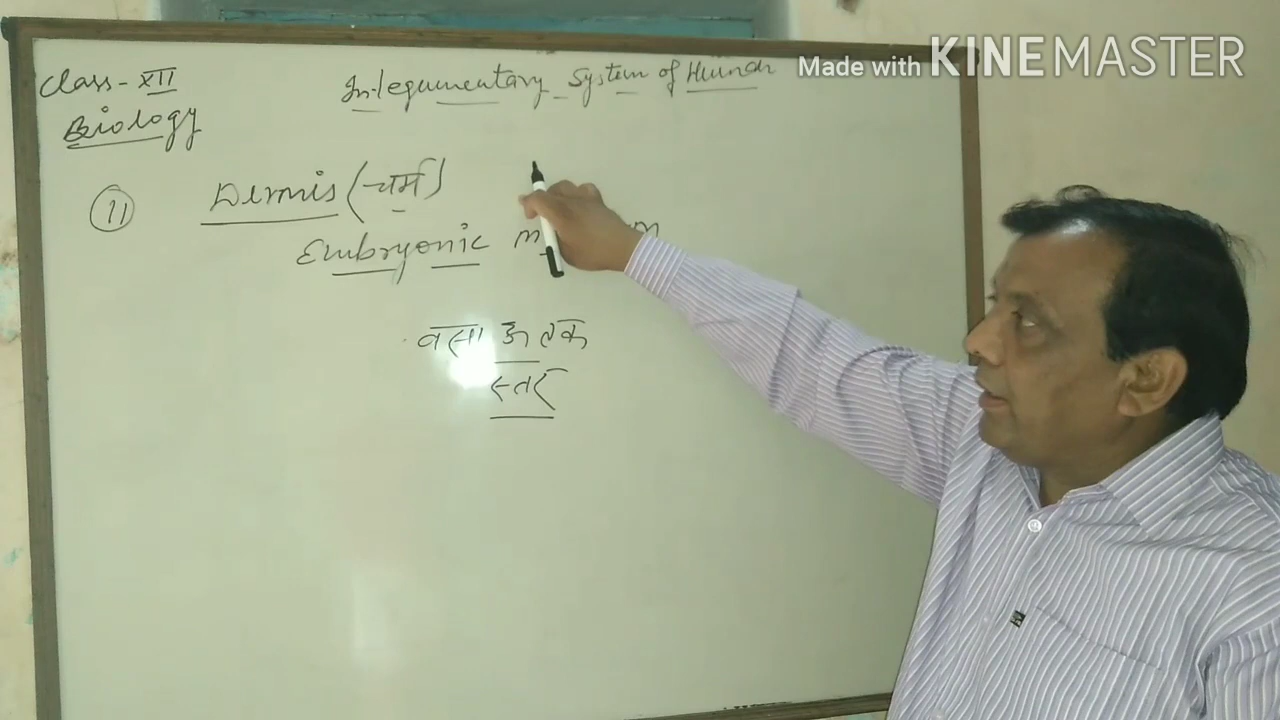 Class-XII
Biology
Integumentary System of Human
Made with KINEMASTER
11 Dermis (चर्म)
Embryonic
वसा ऊतक
स्तर